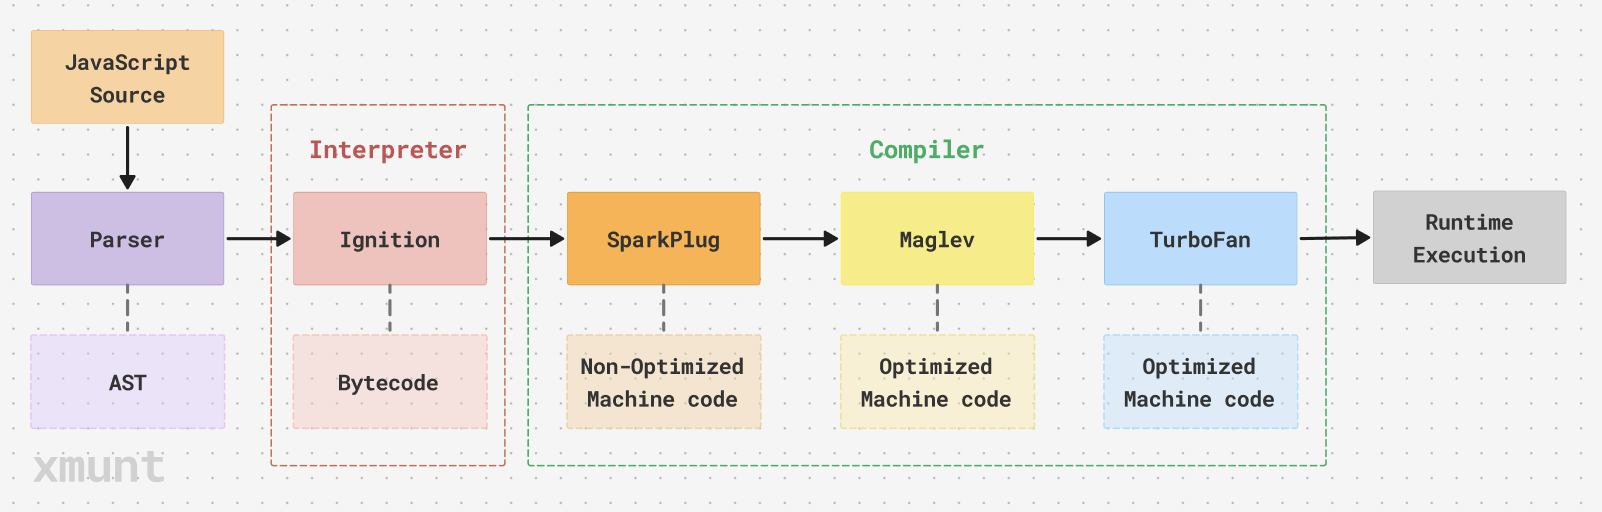 JavaScript
Source
Interpreter
Compiler
Parser
Ignition
SparkPlug
Maglev
TurboFan
Runtime
Execution
AST
Bytecode
Non-Optimized
Machine code
Optimized
Machine code
Optimized
Machine code
xmunt